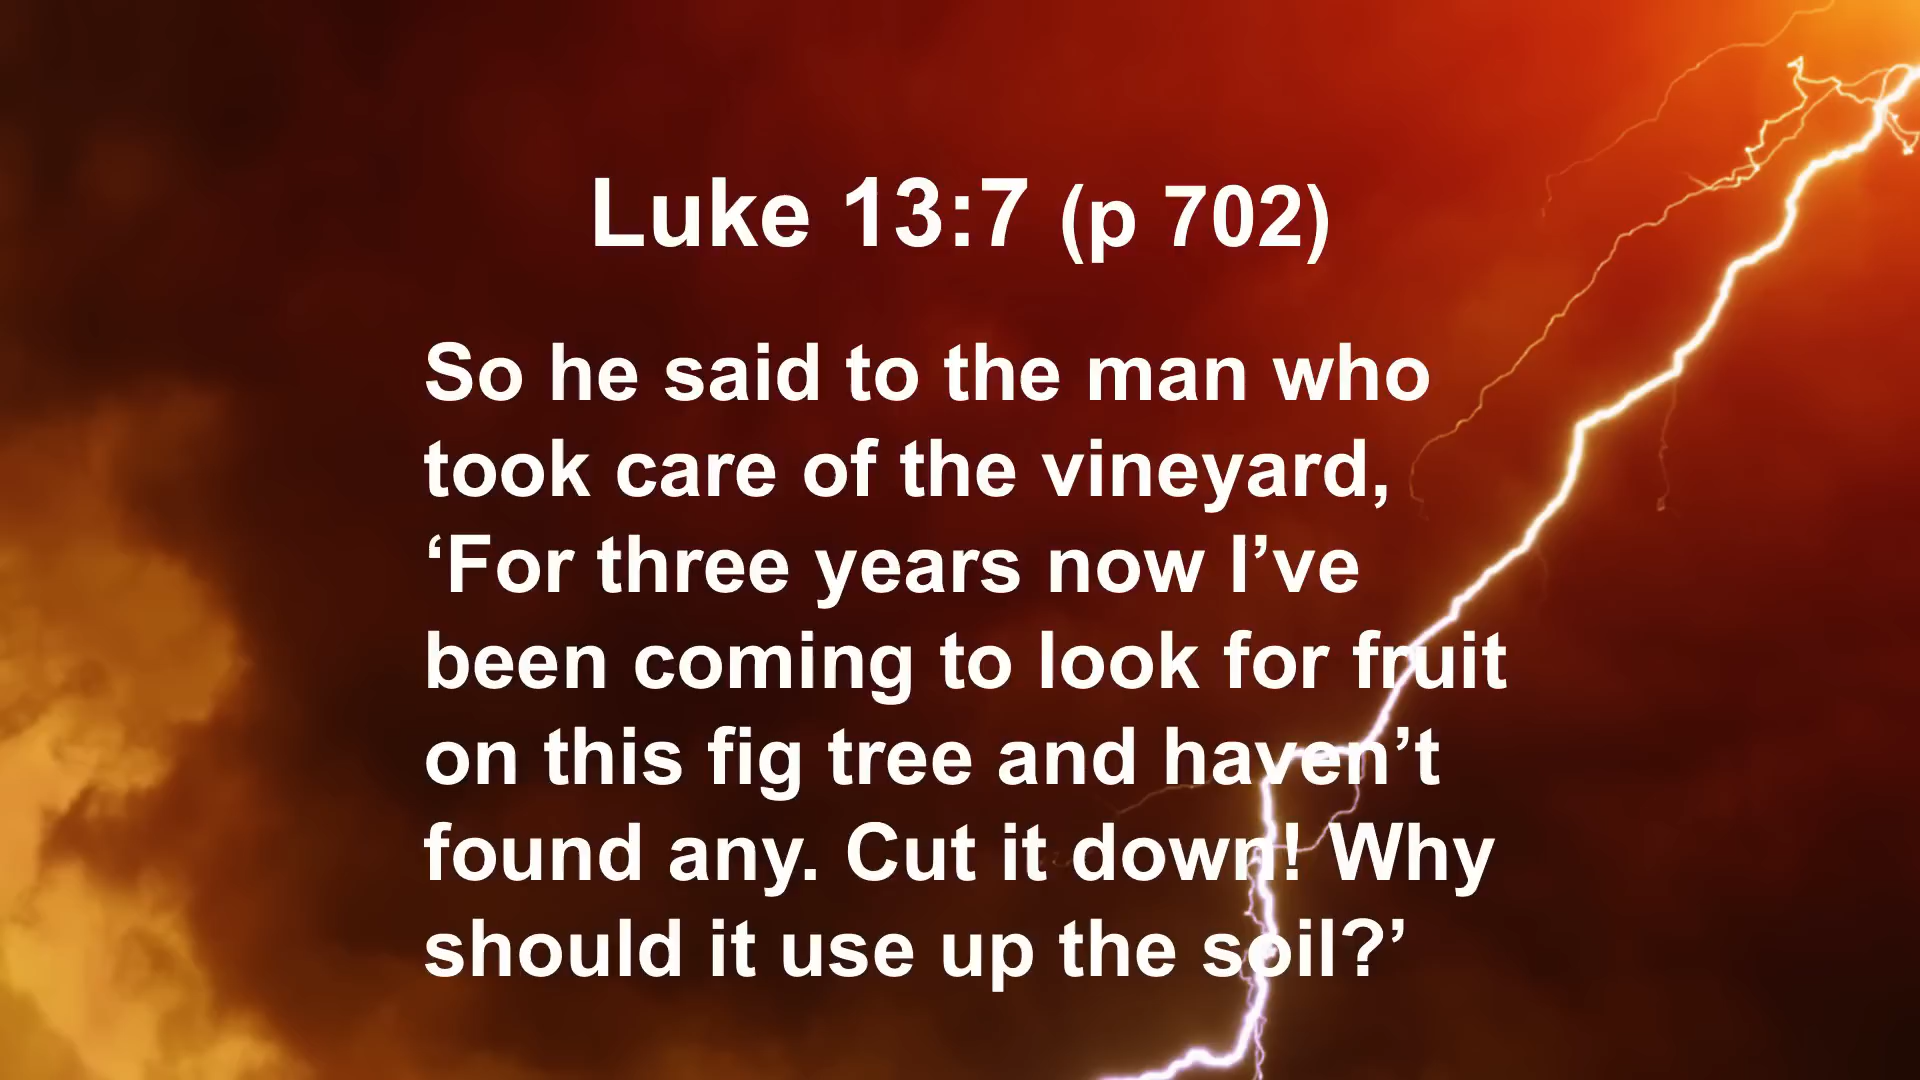 Luke 13:7 (p 702)
So he said to the man who
took care of the vineyard,
‘For three years now I’ve
been coming to look for fruit
on this fig tree and haven’t
found any. Cut it down! Why
should it use up the soil?’